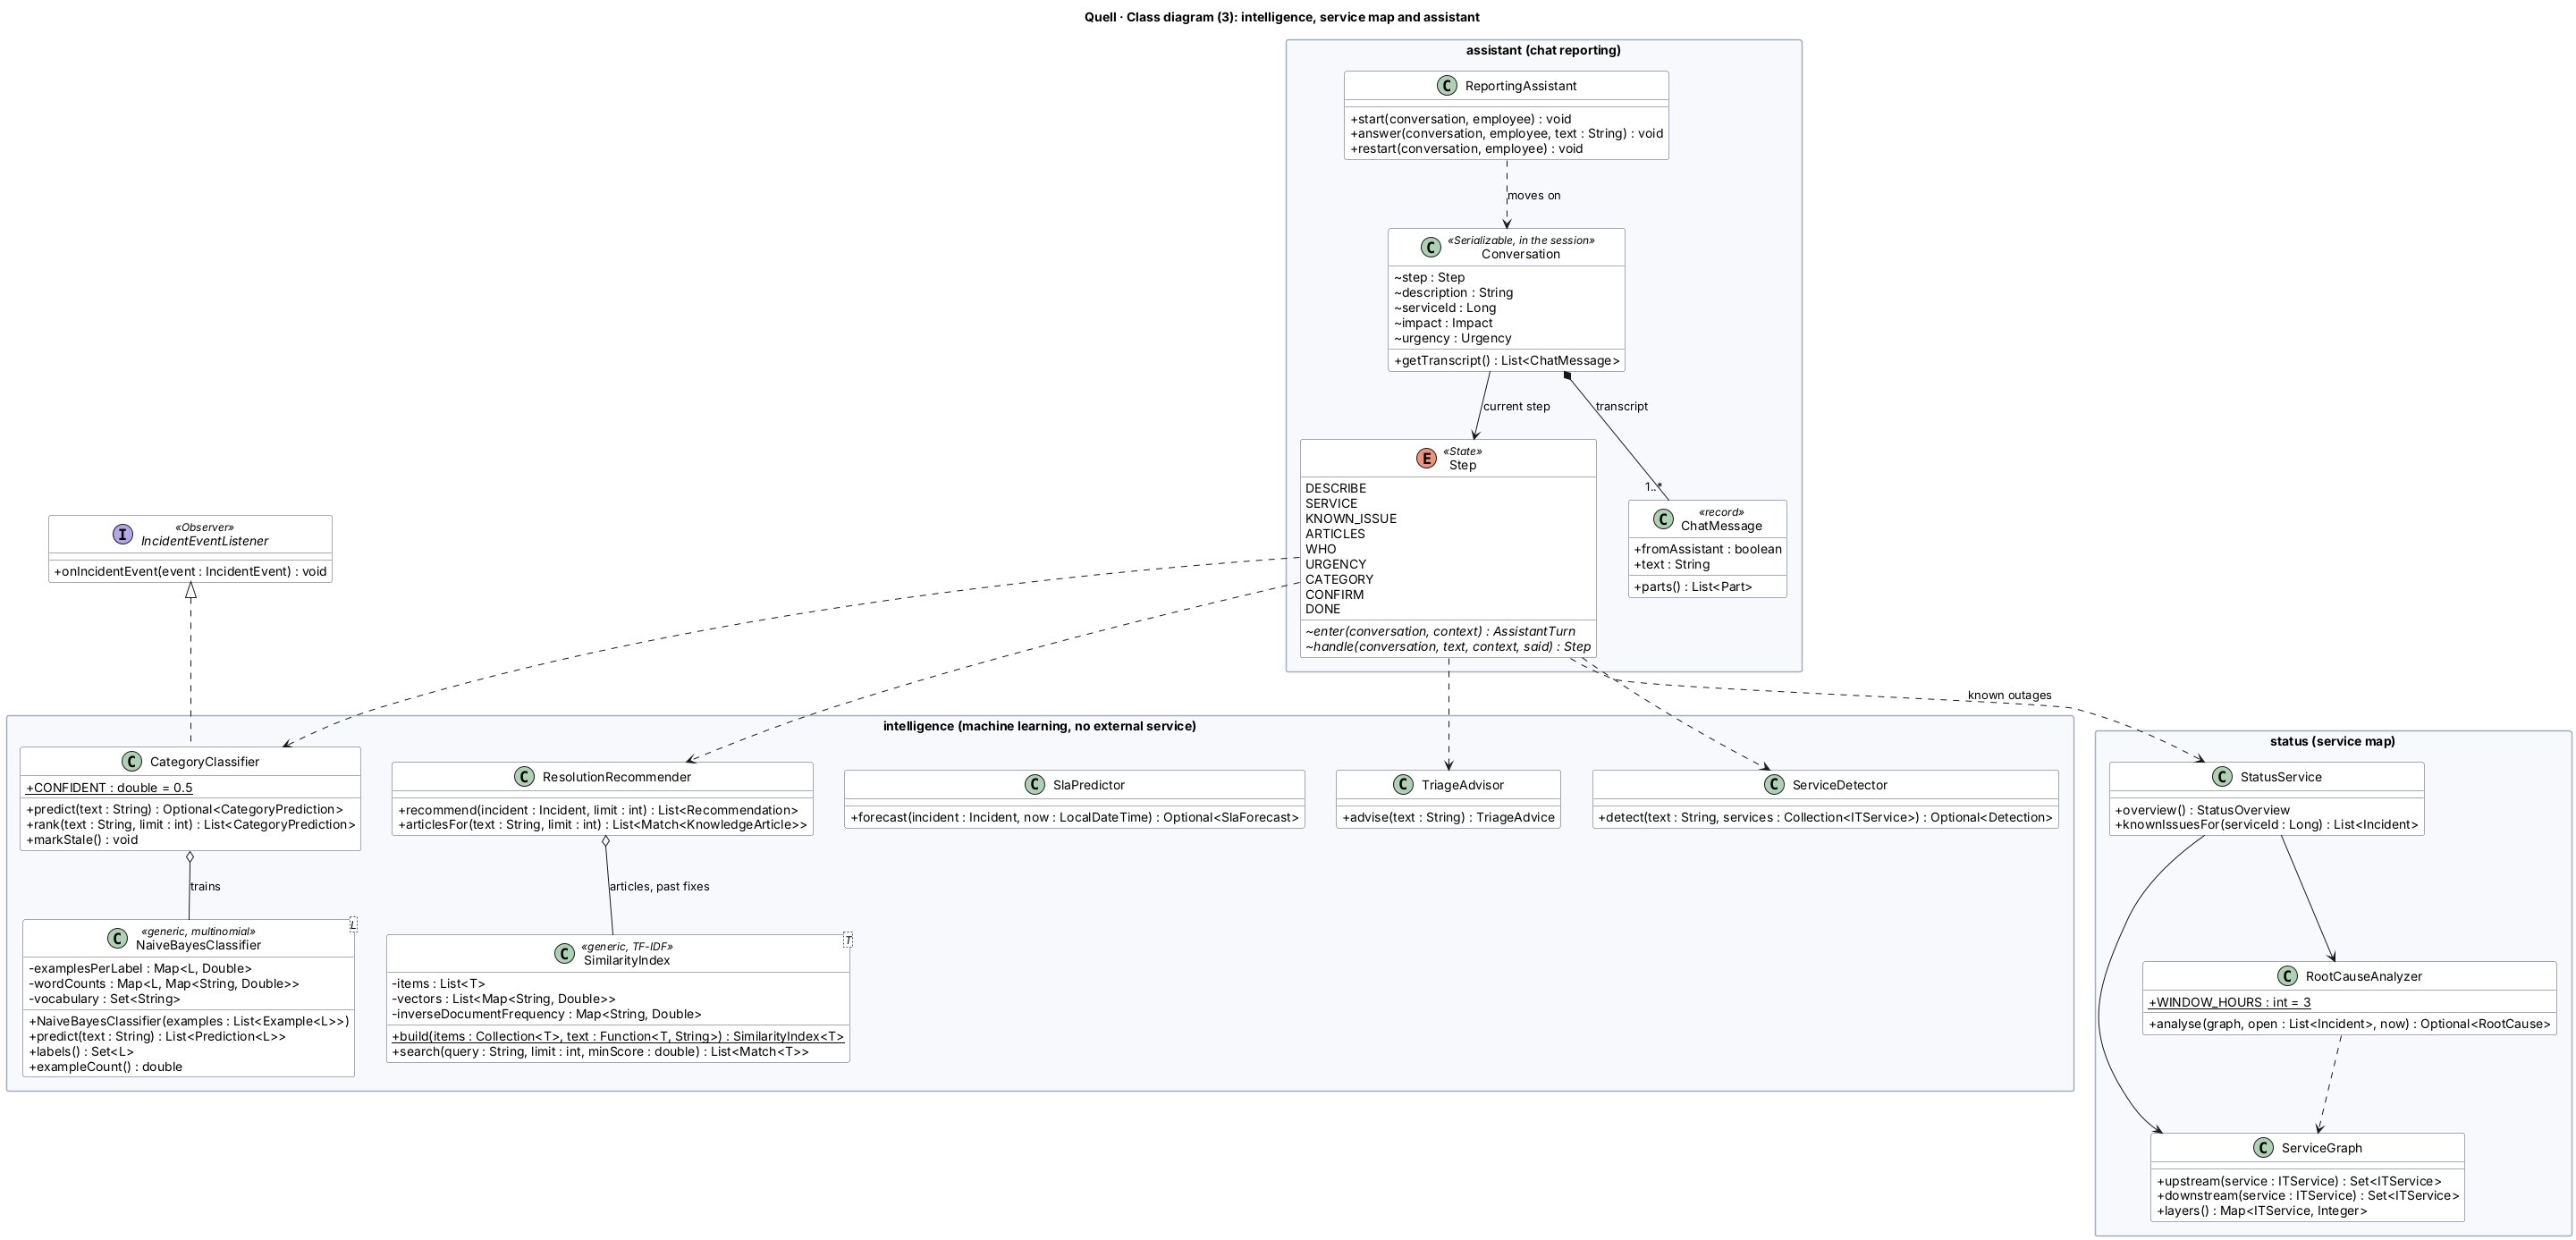 Quell · Class diagram (3): intelligence, service map and assistant
assistant (chat reporting)
C ReportingAssistant
+start(conversation, employee) : void
+answer(conversation, employee, text : String) : void
+restart(conversation, employee) : void
moves on
«Serializable, in the session»
C Conversation
~step : Step
~description : String
~serviceId : Long
~impact : Impact
~urgency : Urgency
+getTranscript() : List<ChatMessage>
current step
transcript
1..*
«State»
E Step
DESCRIBE
SERVICE
KNOWN_ISSUE
ARTICLES
WHO
URGENCY
CATEGORY
CONFIRM
DONE
~enter(conversation, context) : AssistantTurn
~handle(conversation, text, context, said) : Step
«record»
C ChatMessage
+fromAssistant : boolean
+text : String
+parts() : List<Part>
«Observer»
I IncidentEventListener
+onIncidentEvent(event : IncidentEvent) : void
known outages
intelligence (machine learning, no external service)
C CategoryClassifier
+CONFIDENT : double = 0.5
+predict(text : String) : Optional<CategoryPrediction>
+rank(text : String, limit : int) : List<CategoryPrediction>
+markStale() : void
C ResolutionRecommender
+recommend(incident : Incident, limit : int) : List<Recommendation>
+articlesFor(text : String, limit : int) : List<Match<KnowledgeArticle>>
C SlaPredictor
+forecast(incident : Incident, now : LocalDateTime) : Optional<SlaForecast>
C TriageAdvisor
+advise(text : String) : TriageAdvice
C ServiceDetector
+detect(text : String, services : Collection<ITService>) : Optional<Detection>
trains
articles, past fixes
L
«generic, multinomial»
C NaiveBayesClassifier
-examplesPerLabel : Map<L, Double>
-wordCounts : Map<L, Map<String, Double>>
-vocabulary : Set<String>
+NaiveBayesClassifier(examples : List<Example<L>>)
+predict(text : String) : List<Prediction<L>>
+labels() : Set<L>
+exampleCount() : double
T
«generic, TF-IDF»
C SimilarityIndex
-items : List<T>
-vectors : List<Map<String, Double>>
-inverseDocumentFrequency : Map<String, Double>
+build(items : Collection<T>, text : Function<T, String>) : SimilarityIndex<T>
+search(query : String, limit : int, minScore : double) : List<Match<T>>
status (service map)
C StatusService
+overview() : StatusOverview
+knownIssuesFor(serviceId : Long) : List<Incident>
C RootCauseAnalyzer
+WINDOW_HOURS : int = 3
+analyse(graph, open : List<Incident>, now) : Optional<RootCause>
C ServiceGraph
+upstream(service : ITService) : Set<ITService>
+downstream(service : ITService) : Set<ITService>
+layers() : Map<ITService, Integer>